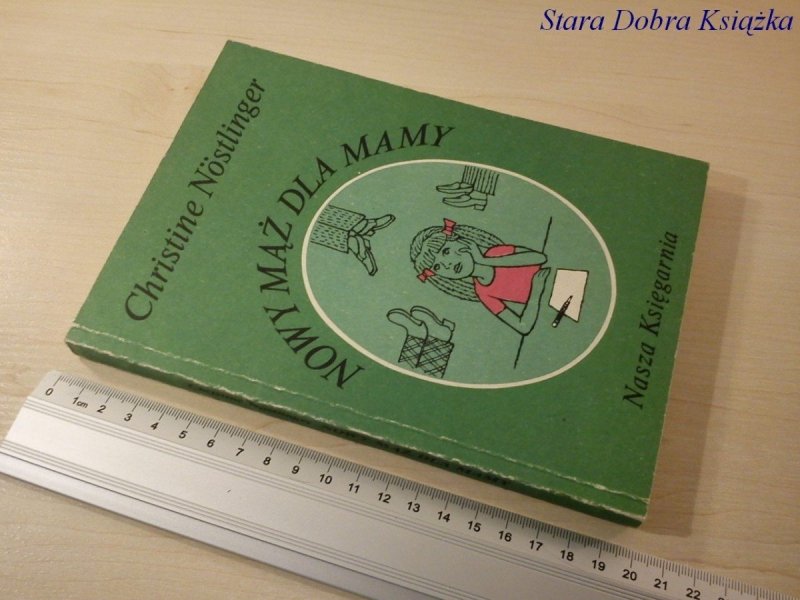 Stara Dobra Książka
Christine Nöstlinger
NOWY MĄŻ DLA MAMY
Nasza Księgarnia
0 1cm 2 3 4 5 6 7 8 9 10 11 12 13 14 15 16 17 18 19 20 21 22